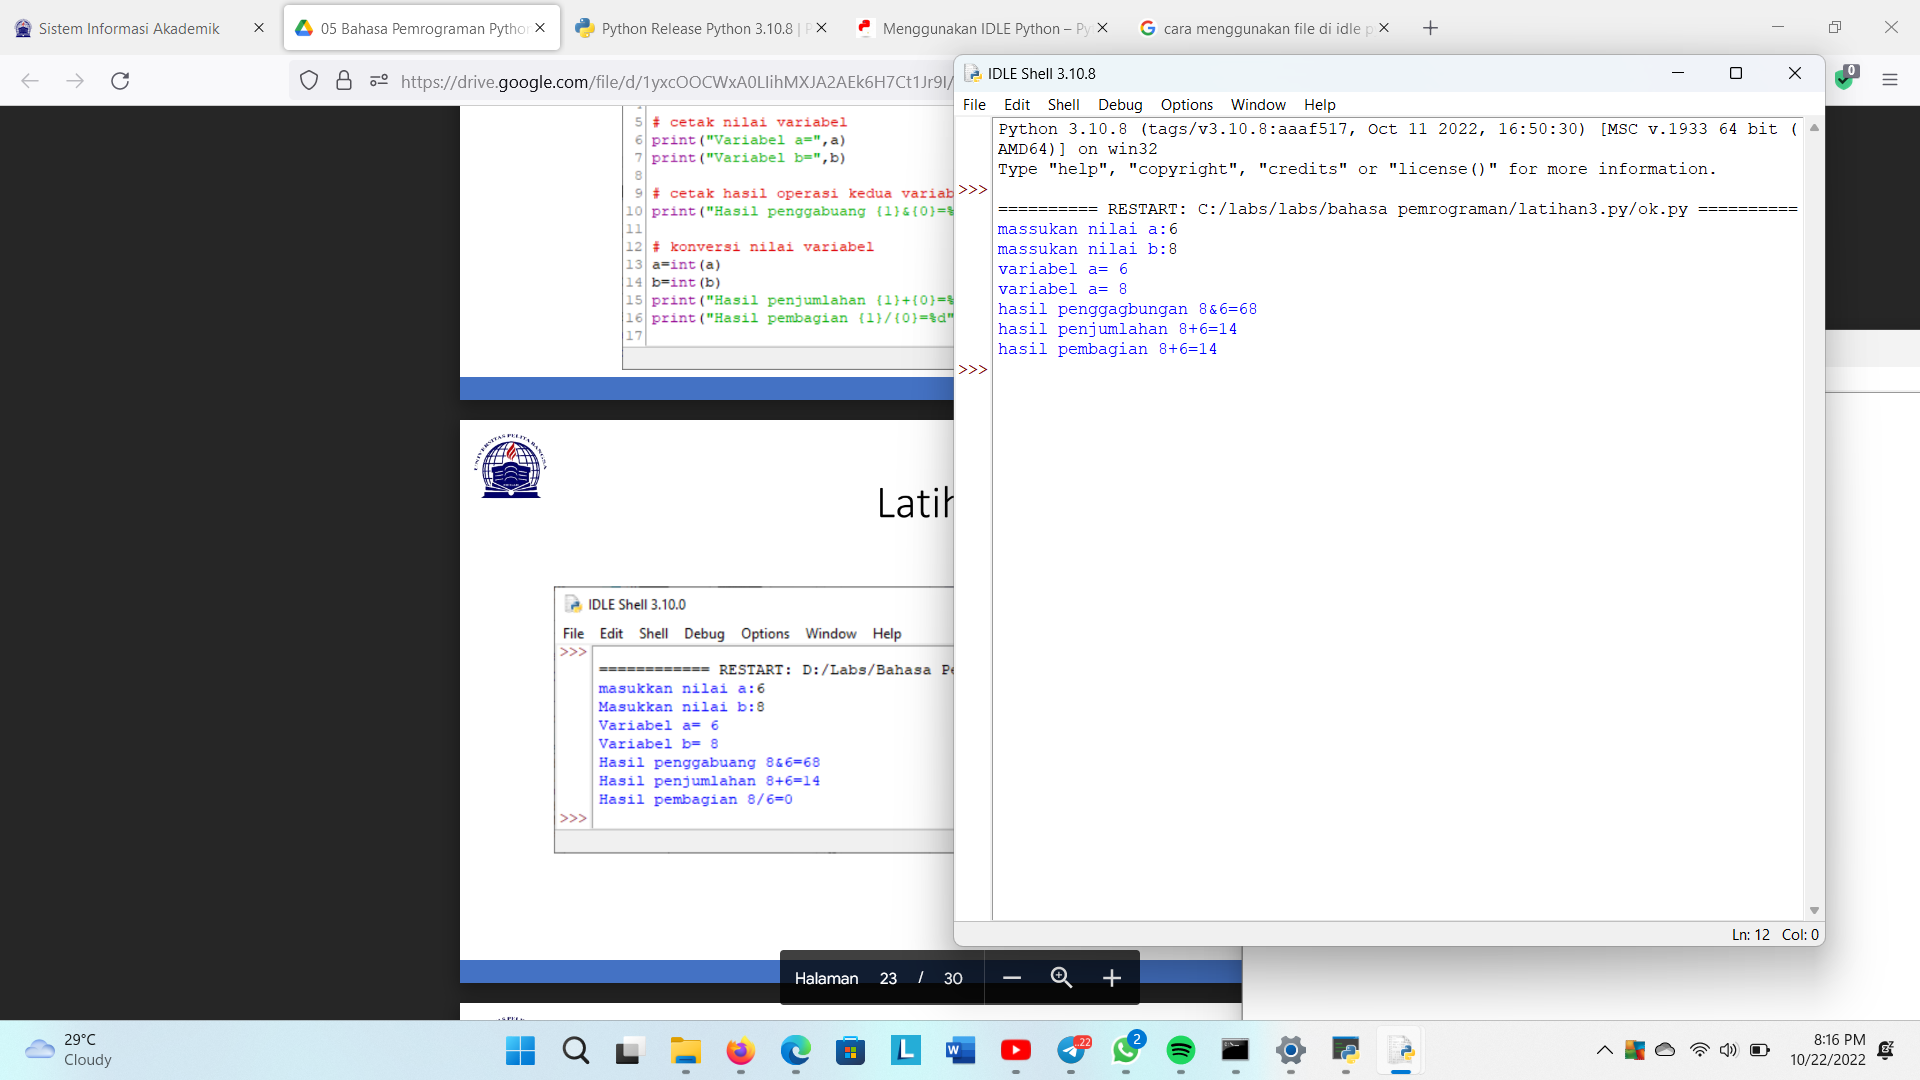 Sistem Informasi Akademik
05 Bahasa Pemrograman Python
Python Release Python 3.10.8 | P
Menggunakan IDLE Python – Py
cara menggunakan file di idle p
https://drive.google.com/file/d/1yxcOOCWxA0LIihMXJA2AEk6H7Ct1Jr9I/
0
5 # cetak nilai variabel
6 print("Variabel a=",a)
7 print("Variabel b=",b)
8
9 # cetak hasil operasi kedua variab
10 print("Hasil penggabuang {1}&{0}=%
11
12 # konversi nilai variabel
13 a=int(a)
14 b=int(b)
15 print("Hasil penjumlahan {1}+{0}=%
16 print("Hasil pembagian {1}/{0}=%d"
17
Latih
IDLE Shell 3.10.0
File Edit Shell Debug Options Window Help
>>>
============ RESTART: D:/Labs/Bahasa Pe
masukkan nilai a:6
Masukkan nilai b:8
Variabel a= 6
Variabel b= 8
Hasil penggabuang 8&6=68
Hasil penjumlahan 8+6=14
Hasil pembagian 8/6=0
>>>
Halaman 23 / 30
IDLE Shell 3.10.8
File Edit Shell Debug Options Window Help
Python 3.10.8 (tags/v3.10.8:aaaf517, Oct 11 2022, 16:50:30) [MSC v.1933 64 bit (
AMD64)] on win32
Type "help", "copyright", "credits" or "license()" for more information.
>>>
========== RESTART: C:/labs/labs/bahasa pemrograman/latihan3.py/ok.py ==========
massukan nilai a:6
massukan nilai b:8
variabel a= 6
variabel a= 8
hasil penggagbungan 8&6=68
hasil penjumlahan 8+6=14
hasil pembagian 8+6=14
>>>
Ln: 12 Col: 0
29°C
Cloudy
22
2
8:16 PM
10/22/2022